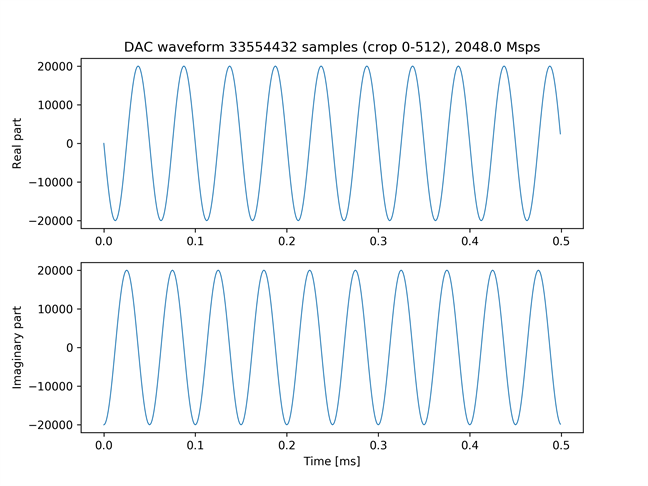 DAC waveform 33554432 samples (crop 0-512), 2048.0 Msps
20000
10000
0
−10000
−20000
Real part
0.0 0.1 0.2 0.3 0.4 0.5
20000
10000
0
−10000
−20000
Imaginary part
0.0 0.1 0.2 0.3 0.4 0.5
Time [ms]